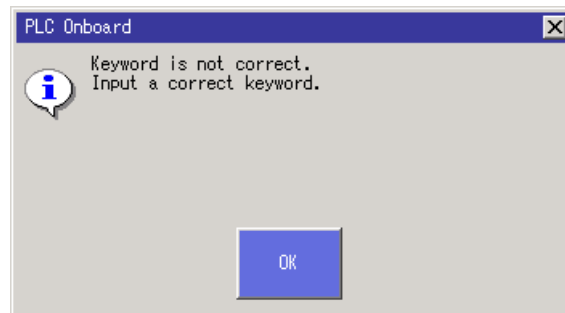 PLC Onboard
Keyword is not correct.
Input a correct keyword.
OK